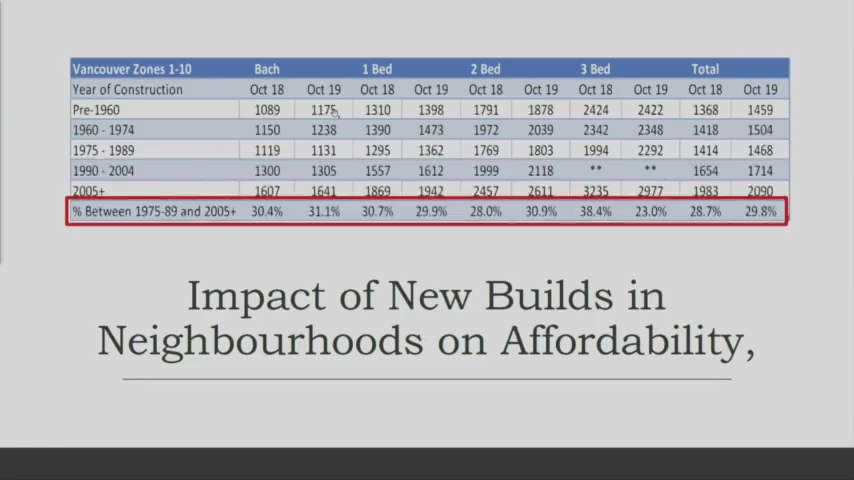 Vancouver Zones 1-10 Bach 1 Bed 2 Bed 3 Bed Total
Year of Construction Oct 18 Oct 19 Oct 18 Oct 19 Oct 18 Oct 19 Oct 18 Oct 19 Oct 18 Oct 19
Pre-1960 1089 1175 1310 1398 1791 1878 2424 2422 1368 1459
1960 - 1974 1150 1238 1390 1473 1972 2039 2342 2348 1418 1504
1975 - 1989 1119 1131 1295 1362 1769 1803 1994 2292 1414 1468
1990 - 2004 1300 1305 1557 1612 1999 2118 ** ** 1654 1714
2005+ 1607 1641 1869 1942 2457 2611 3235 2977 1983 2090
% Between 1975-89 and 2005+ 30.4% 31.1% 30.7% 29.9% 28.0% 30.9% 38.4% 23.0% 28.7% 29.8%
Impact of New Builds in
Neighbourhoods on Affordability,